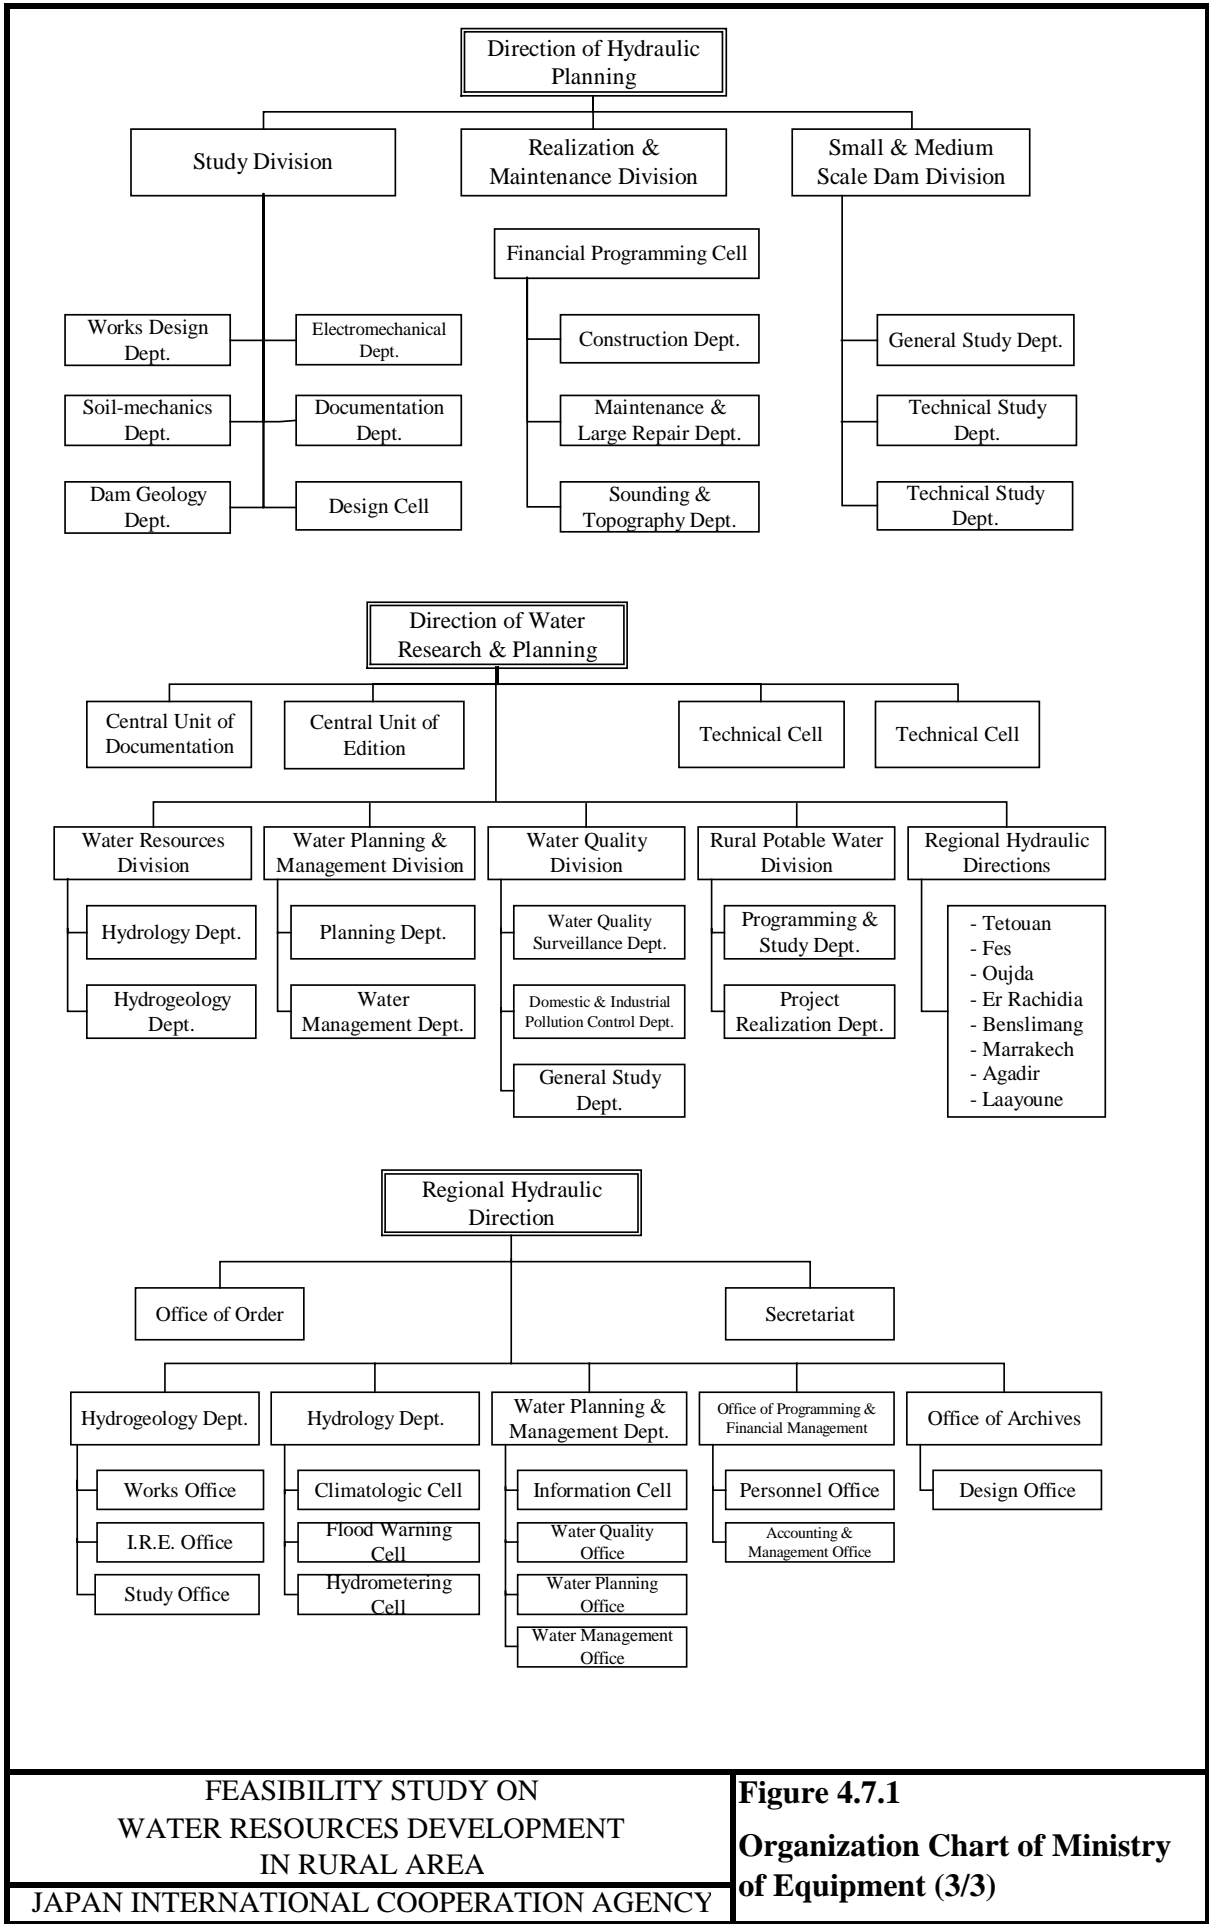 Direction of Hydraulic
Planning
Study Division
Realization &
Maintenance Division
Small & Medium
Scale Dam Division
Financial Programming Cell
Works Design
Dept.
Electromechanical
Dept.
Construction Dept.
General Study Dept.
Soil-mechanics
Dept.
Documentation
Dept.
Maintenance &
Large Repair Dept.
Technical Study
Dept.
Dam Geology
Dept.
Design Cell
Sounding &
Topography Dept.
Technical Study
Dept.
Direction of Water
Research & Planning
Central Unit of
Documentation
Central Unit of
Edition
Technical Cell
Technical Cell
Water Resources
Division
Water Planning &
Management Division
Water Quality
Division
Rural Potable Water
Division
Regional Hydraulic
Directions
Hydrology Dept.
Planning Dept.
Water Quality
Surveillance Dept.
Programming &
Study Dept.
- Tetouan
- Fes
- Oujda
- Er Rachidia
- Benslimang
- Marrakech
- Agadir
- Laayoune
Hydrogeology
Dept.
Water
Management Dept.
Domestic & Industrial
Pollution Control Dept.
Project
Realization Dept.
General Study
Dept.
Regional Hydraulic
Direction
Office of Order
Secretariat
Hydrogeology Dept.
Hydrology Dept.
Water Planning &
Management Dept.
Office of Programming &
Financial Management
Office of Archives
Works Office
Climatologic Cell
Information Cell
Personnel Office
Design Office
I.R.E. Office
Flood Warning
Cell
Water Quality
Office
Accounting &
Management Office
Study Office
Hydrometering
Cell
Water Planning
Office
Water Management
Office
FEASIBILITY STUDY ON
WATER RESOURCES DEVELOPMENT
IN RURAL AREA
JAPAN INTERNATIONAL COOPERATION AGENCY
Figure 4.7.1
Organization Chart of Ministry
of Equipment (3/3)